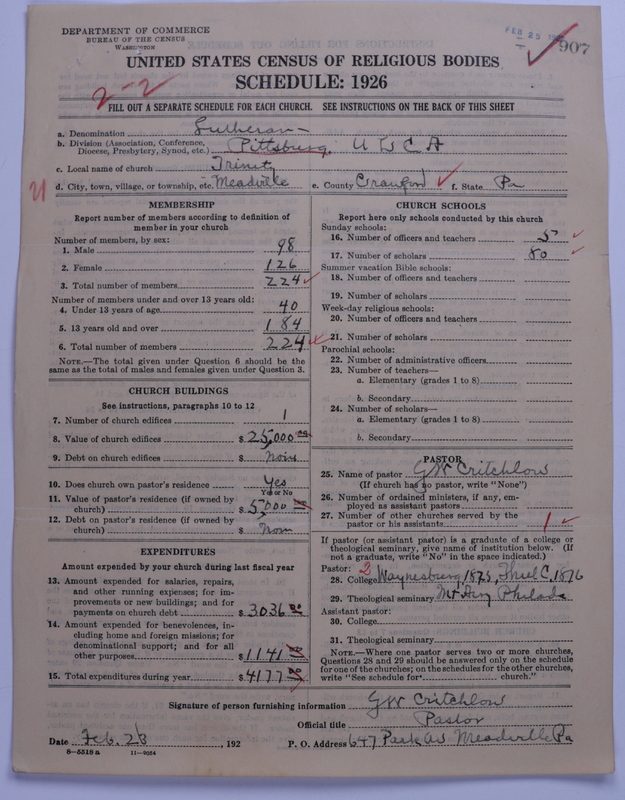 DEPARTMENT OF COMMERCE
BUREAU OF THE CENSUS
WASHINGTON
FEB 25
907
UNITED STATES CENSUS OF RELIGIOUS BODIES
SCHEDULE: 1926
2-2
FILL OUT A SEPARATE SCHEDULE FOR EACH CHURCH. SEE INSTRUCTIONS ON THE BACK OF THIS SHEET
a. Denomination Lutheran
b. Division (Association, Conference, Diocese, Presbytery, Synod, etc.) Pittsburg, U L C A
c. Local name of church Trinity
d. City, town, village, or township, etc. Meadville e. County Crawford f. State Pa
MEMBERSHIP
Report number of members according to definition of
member in your church
Number of members, by sex:
1. Male 98
2. Female 126
3. Total number of members 224
Number of members under and over 13 years old:
4. Under 13 years of age 40
5. 13 years old and over 184
6. Total number of members 224
NOTE.—The total given under Question 6 should be the
same as the total of males and females given under Question 3.
CHURCH BUILDINGS
See instructions, paragraphs 10 to 12
7. Number of church edifices 1
8. Value of church edifices $ 25,000 00
9. Debt on church edifices $ None
10. Does church own pastor's residence Yes
Yes or No
11. Value of pastor's residence (if owned by
church) $ 5,000 00
12. Debt on pastor's residence (if owned by
church) $ None
EXPENDITURES
Amount expended by your church during last fiscal year
13. Amount expended for salaries, repairs,
and other running expenses; for im-
provements or new buildings; and for
payments on church debt $ 3036 00
14. Amount expended for benevolences, in-
cluding home and foreign missions; for
denominational support; and for all
other purposes $ 1141 00
15. Total expenditures during year $ 4177 00
CHURCH SCHOOLS
Report here only schools conducted by this church
Sunday schools:
16. Number of officers and teachers 5
17. Number of scholars 80
Summer vacation Bible schools:
18. Number of officers and teachers
19. Number of scholars
Week-day religious schools:
20. Number of officers and teachers
21. Number of scholars
Parochial schools:
22. Number of administrative officers
23. Number of teachers—
a. Elementary (grades 1 to 8)
b. Secondary
24. Number of scholars—
a. Elementary (grades 1 to 8)
b. Secondary
PASTOR
25. Name of pastor GW Critchlow
(If church has no pastor, write "None")
26. Number of ordained ministers, if any, em-
ployed as assistant pastors
27. Number of other churches served by the
pastor or his assistants 1
If pastor (or assistant pastor) is a graduate of a college or
theological seminary, give name of institution below. (If
not a graduate, write "No" in the space indicated.)
Pastor: 2
28. College Waynesburg 1875, Thiel C. 1876
29. Theological seminary Mt Airy Philada
Assistant pastor:
30. College
31. Theological seminary
NOTE.—Where one pastor serves two or more churches,
Questions 28 and 29 should be answered only on the schedule
for one of the churches; on the schedules for the other churches,
write "See schedule for church."
Signature of person furnishing information GW Critchlow
Official title Pastor
Date Feb. 23, 192 P. O. Address 647 Park Av Meadville Pa
8—5318a 11—9054